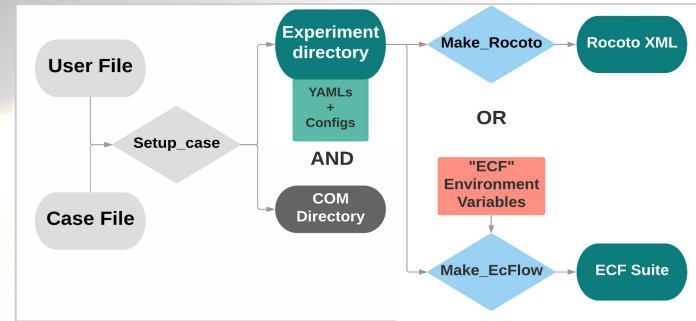 User File
Case File
Setup_case
Experiment
directory
YAMLs
+
Configs
AND
COM
Directory
Make_Rocoto
Rocoto XML
OR
"ECF"
Environment
Variables
Make_EcFlow
ECF Suite